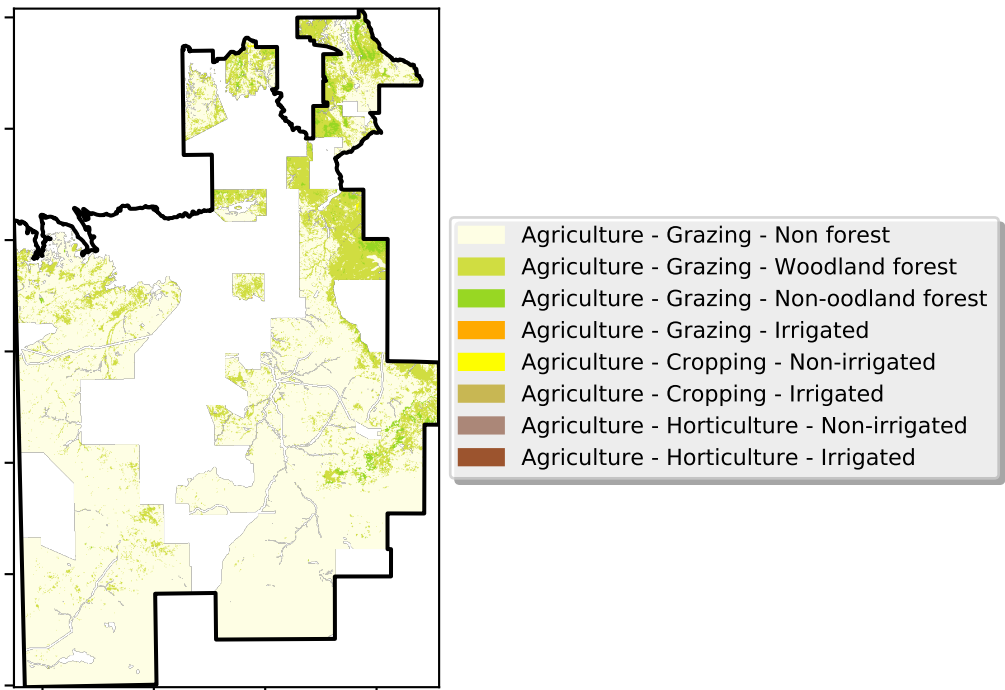 Agriculture - Grazing - Non forest
Agriculture - Grazing - Woodland forest
Agriculture - Grazing - Non-oodland forest
Agriculture - Grazing - Irrigated
Agriculture - Cropping - Non-irrigated
Agriculture - Cropping - Irrigated
Agriculture - Horticulture - Non-irrigated
Agriculture - Horticulture - Irrigated